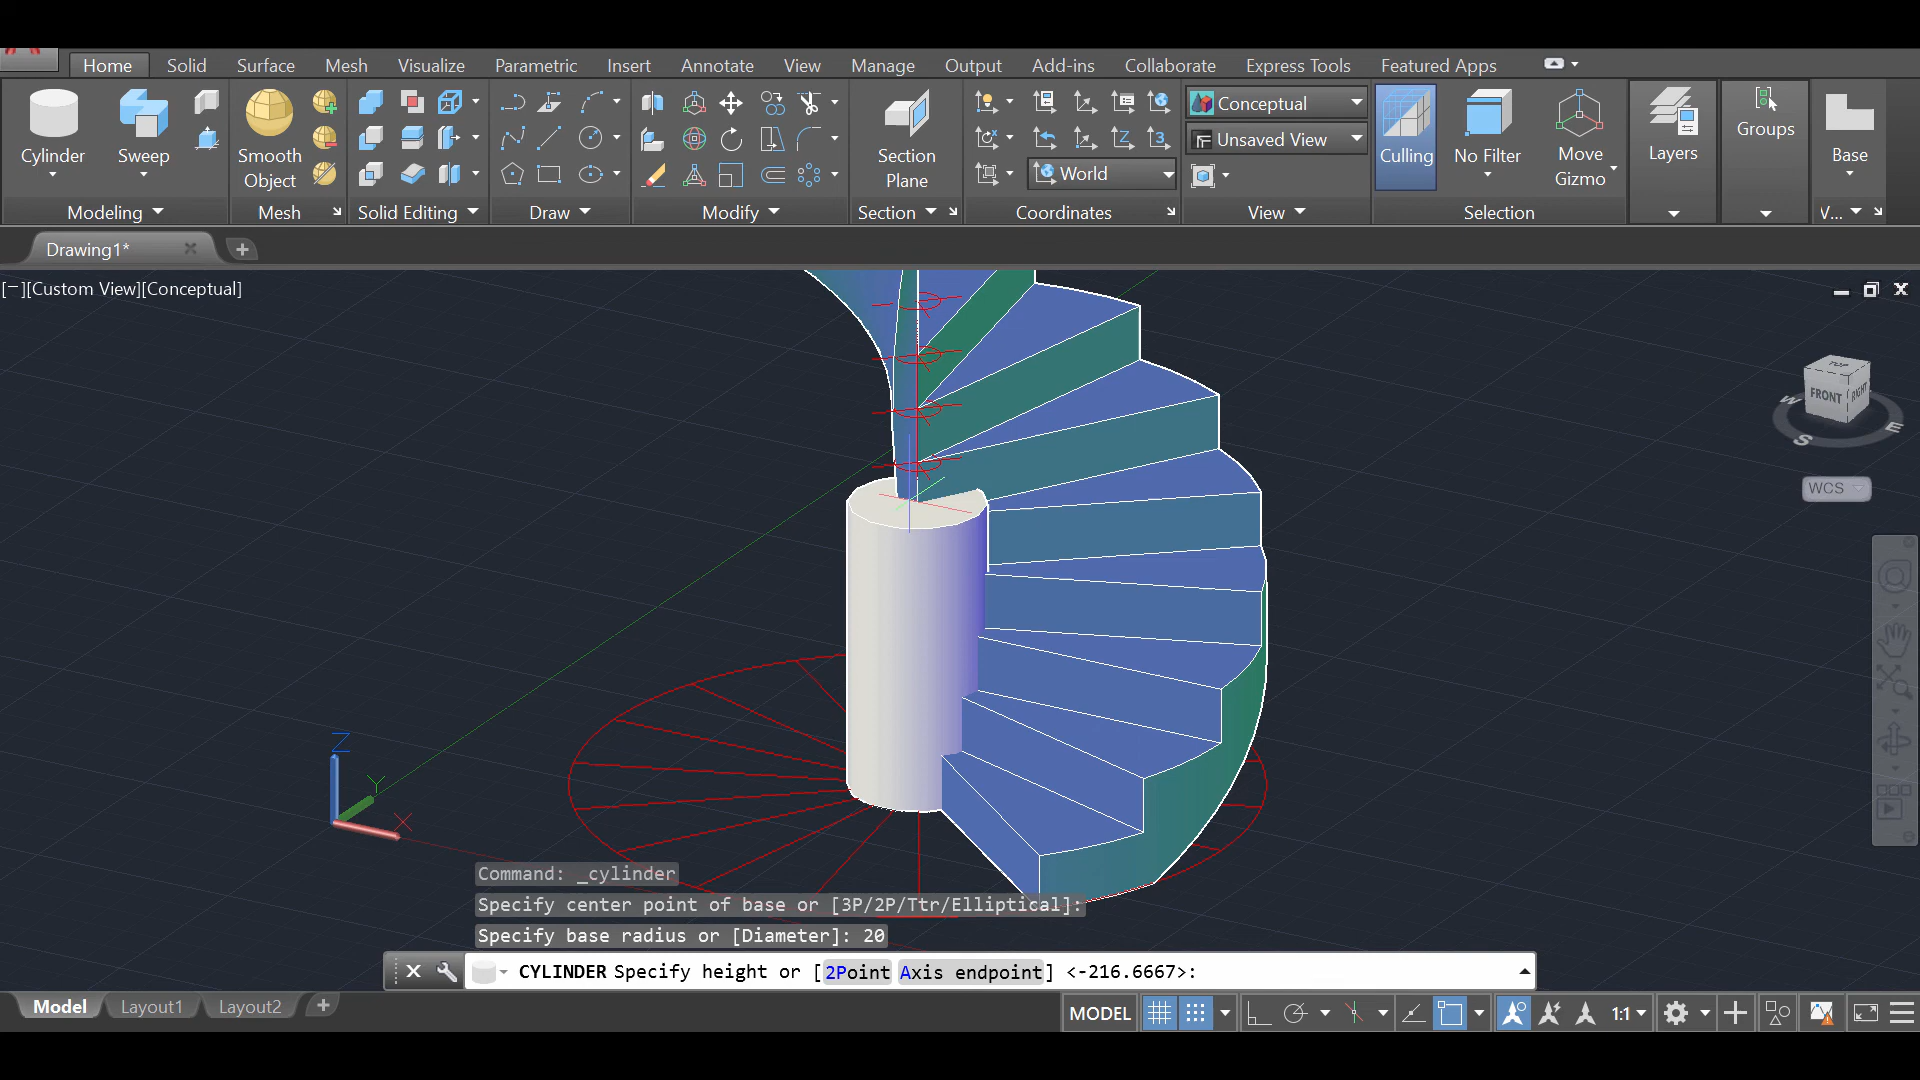 Home Solid Surface Mesh Visualize Parametric Insert Annotate View Manage Output Add-ins Collaborate Express Tools Featured Apps
Cylinder
Sweep
Smooth
Object
Section
Plane
World
Conceptual
Unsaved View
Culling
No Filter
Move
Gizmo
Layers
Groups
Base
Modeling
Mesh
Solid Editing
Draw
Modify
Section
Coordinates
View
Selection
V...
Drawing1*
[−][Custom View][Conceptual]
TOP
FRONT
RIGHT
W
S
E
WCS
Z
Y
X
Command: _cylinder
Specify center point of base or [3P/2P/Ttr/Elliptical]:
Specify base radius or [Diameter]: 20
CYLINDER Specify height or [2Point Axis endpoint] <-216.6667>:
Model Layout1 Layout2
MODEL
1:1